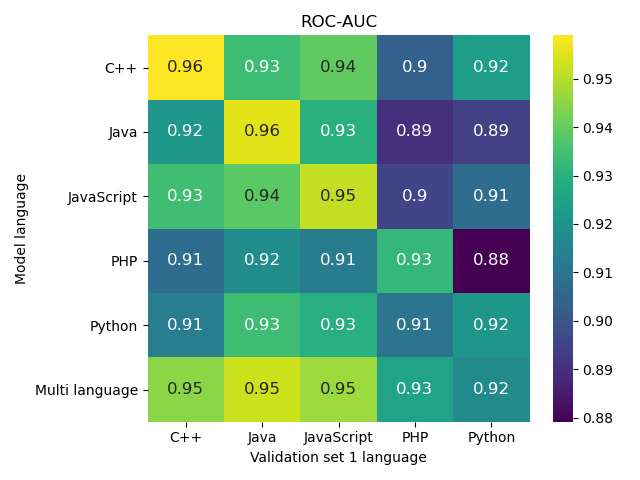 ROC-AUC
C++ 0.96 0.93 0.94 0.9 0.92
Java 0.92 0.96 0.93 0.89 0.89
JavaScript 0.93 0.94 0.95 0.9 0.91
PHP 0.91 0.92 0.91 0.93 0.88
Python 0.91 0.93 0.93 0.91 0.92
Multi language 0.95 0.95 0.95 0.93 0.92
C++ Java JavaScript PHP Python
Validation set 1 language
Model language
0.95
0.94
0.93
0.92
0.91
0.90
0.89
0.88